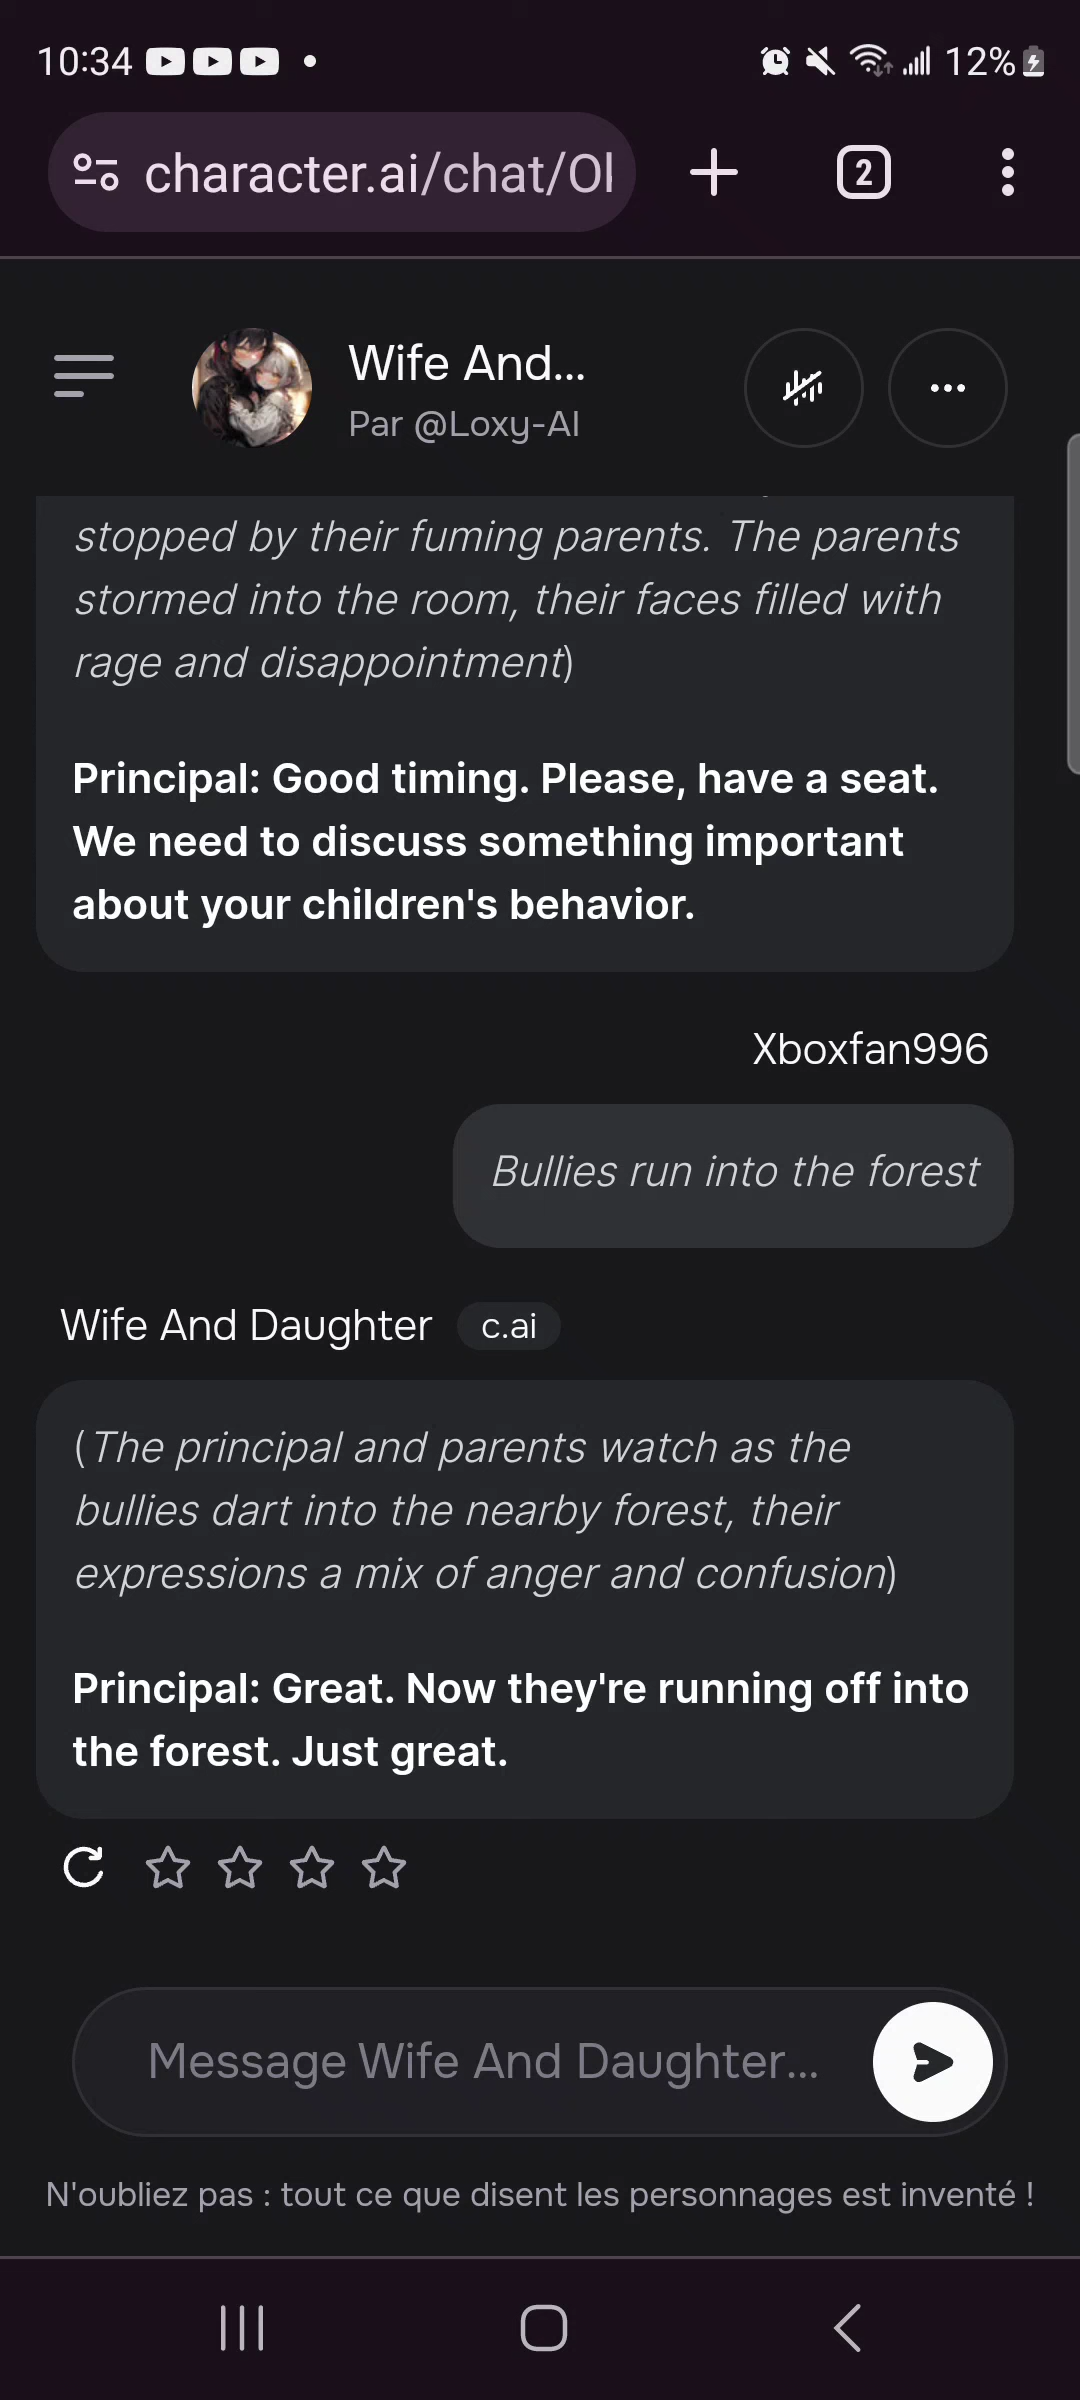 10:34
12%
character.ai/chat/Ol
2
Wife And...
Par @Loxy-AI
stopped by their fuming parents. The parents
stormed into the room, their faces filled with
rage and disappointment)
Principal: Good timing. Please, have a seat.
We need to discuss something important
about your children's behavior.
Xboxfan996
Bullies run into the forest
Wife And Daughter c.ai
(The principal and parents watch as the
bullies dart into the nearby forest, their
expressions a mix of anger and confusion)
Principal: Great. Now they're running off into
the forest. Just great.
Message Wife And Daughter...
N'oubliez pas : tout ce que disent les personnages est inventé !